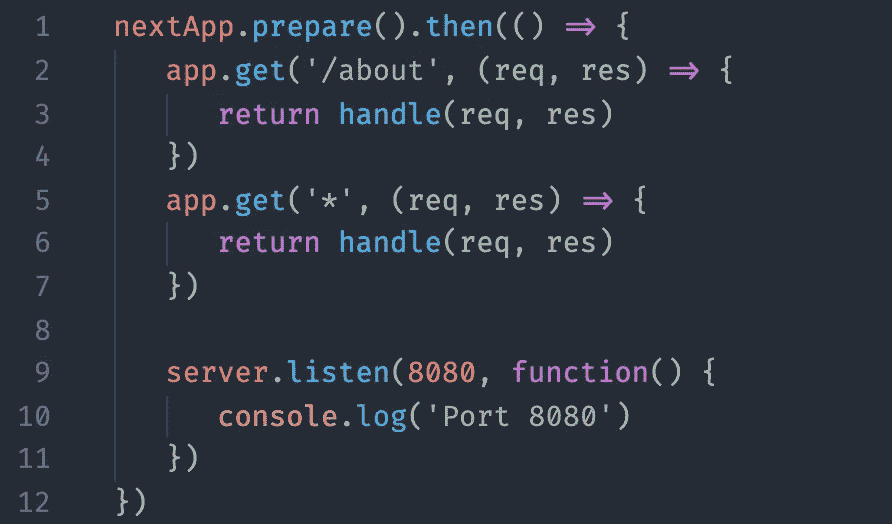 1 nextApp.prepare().then(() => {
2 app.get('/about', (req, res) => {
3 return handle(req, res)
4 })
5 app.get('*', (req, res) => {
6 return handle(req, res)
7 })
8
9 server.listen(8080, function() {
10 console.log('Port 8080')
11 })
12 })